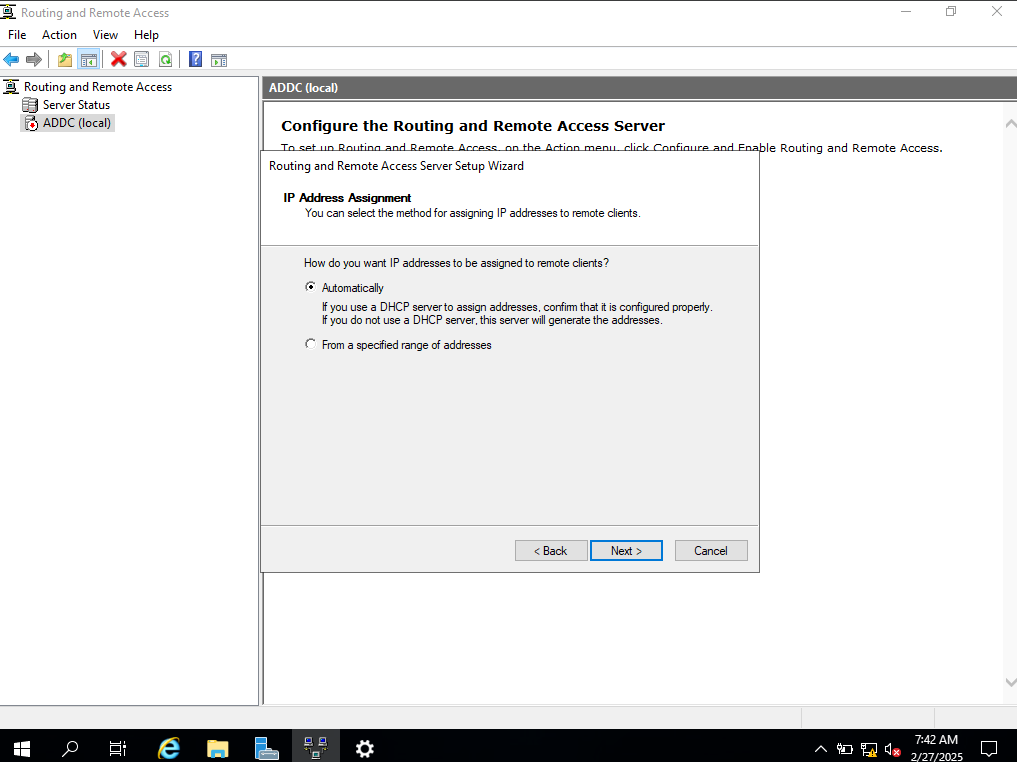 Routing and Remote Access
File Action View Help
Routing and Remote Access
Server Status
ADDC (local)
ADDC (local)
Configure the Routing and Remote Access Server
To set up Routing and Remote Access, on the Action menu, click Configure and Enable Routing and Remote Access.
Routing and Remote Access Server Setup Wizard
IP Address Assignment
You can select the method for assigning IP addresses to remote clients.
How do you want IP addresses to be assigned to remote clients?
Automatically
If you use a DHCP server to assign addresses, confirm that it is configured properly.
If you do not use a DHCP server, this server will generate the addresses.
From a specified range of addresses
< Back Next > Cancel
7:42 AM
2/27/2025